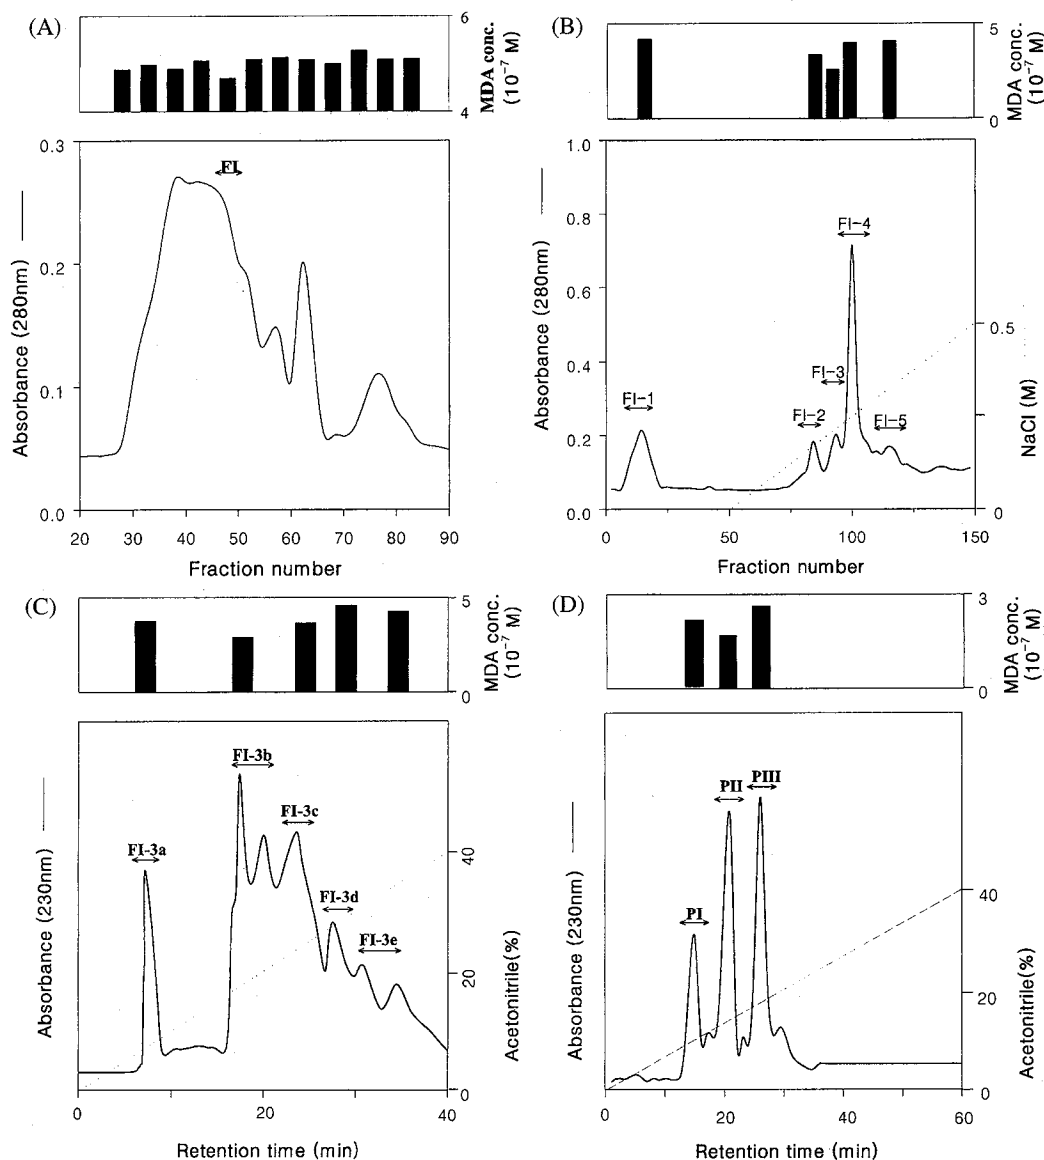 (A)
6
4
MDA conc.
(10⁻⁷ M)
0.3
0.2
0.1
0.0
Absorbance (280nm)
FI
20 30 40 50 60 70 80 90
Fraction number
(B)
5
0
MDA conc.
(10⁻⁷ M)
1.0
0.8
0.6
0.4
0.2
0.0
Absorbance (280nm)
FI-1
FI-2
FI-3
FI-4
FI-5
0.5
0
NaCl (M)
0 50 100 150
Fraction number
(C)
5
0
MDA conc.
(10⁻⁷ M)
Absorbance (230nm)
FI-3a
FI-3b
FI-3c
FI-3d
FI-3e
40
20
0
Acetonitrile(%)
0 20 40
Retention time (min)
(D)
3
0
MDA conc.
(10⁻⁷ M)
Absorbance (230nm)
PI
PII
PIII
40
20
0
Acetonitrile(%)
0 20 40 60
Retention time (min)